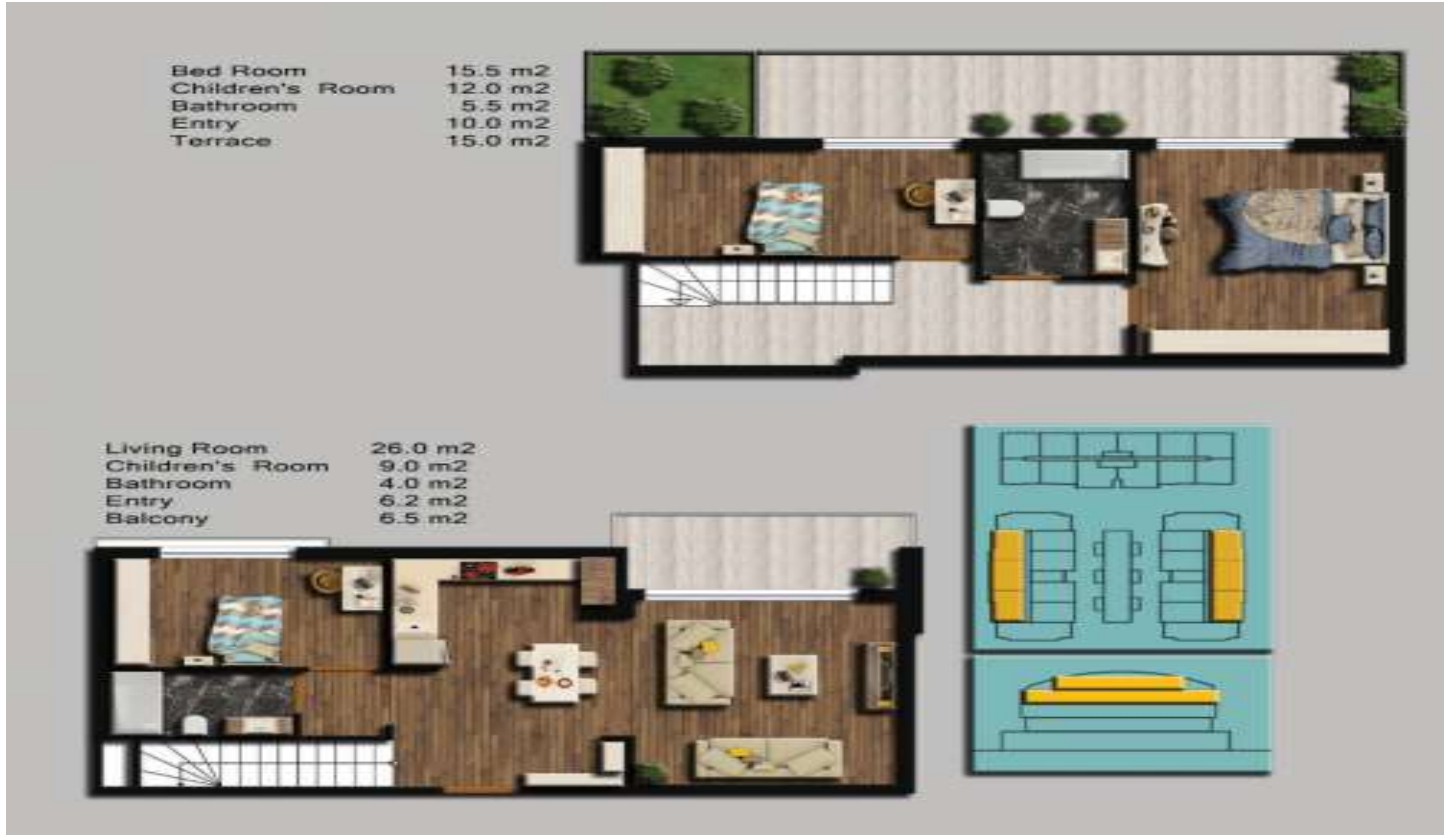 Bed Room 15.5 m2
Children's Room 12.0 m2
Bathroom 5.5 m2
Entry 10.0 m2
Terrace 15.0 m2
Living Room 26.0 m2
Children's Room 9.0 m2
Bathroom 4.0 m2
Entry 6.2 m2
Balcony 6.5 m2